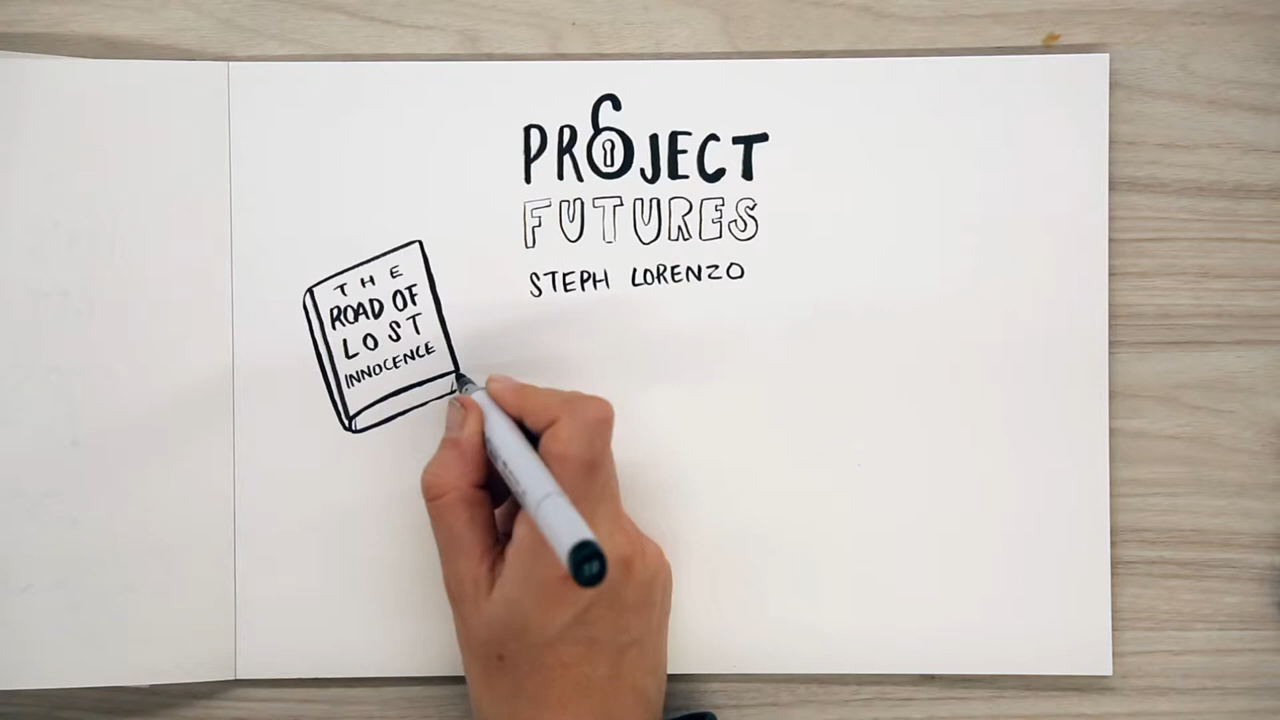 PROJECT
FUTURES
STEPH LORENZO
THE
ROAD OF
LOST
INNOCENCE